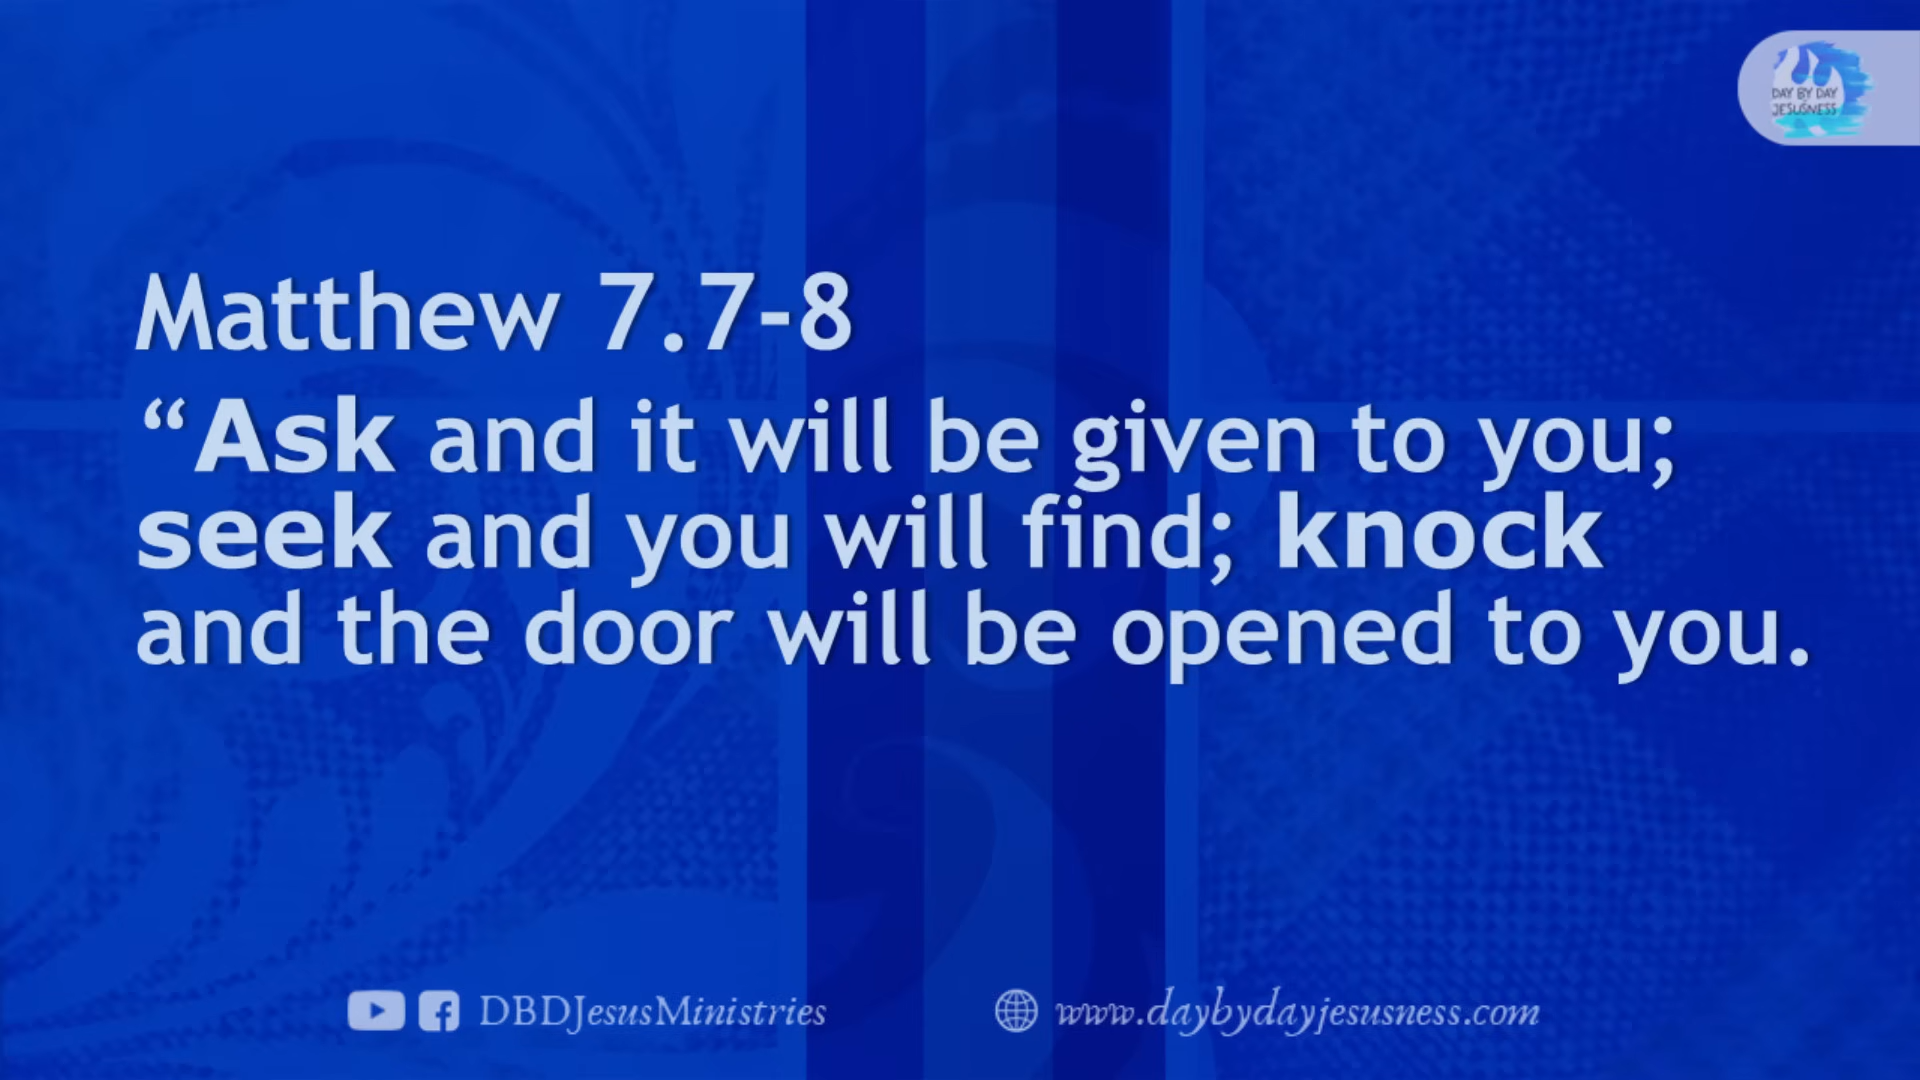 DAY BY DAY
JESUSNESS
Matthew 7.7-8
“Ask and it will be given to you;
seek and you will find; knock
and the door will be opened to you.
DBDJesusMinistries
www.daybydayjesusness.com